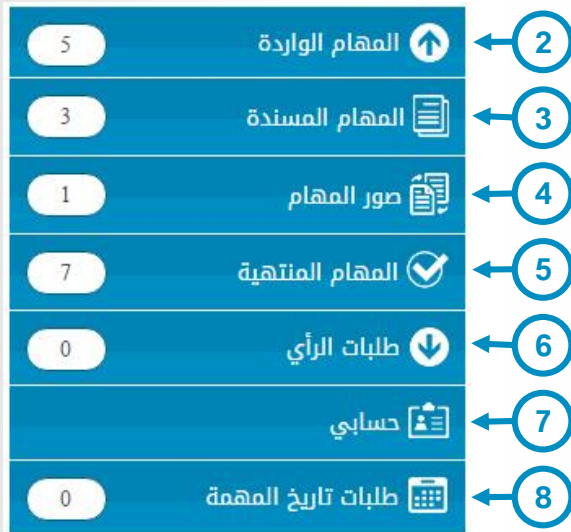 2 المهام الواردة 5
3 المهام المسندة 3
4 صور المهام 1
5 المهام المنتهية 7
6 طلبات الرأي 0
7 حسابي
8 طلبات تاريخ المهمة 0